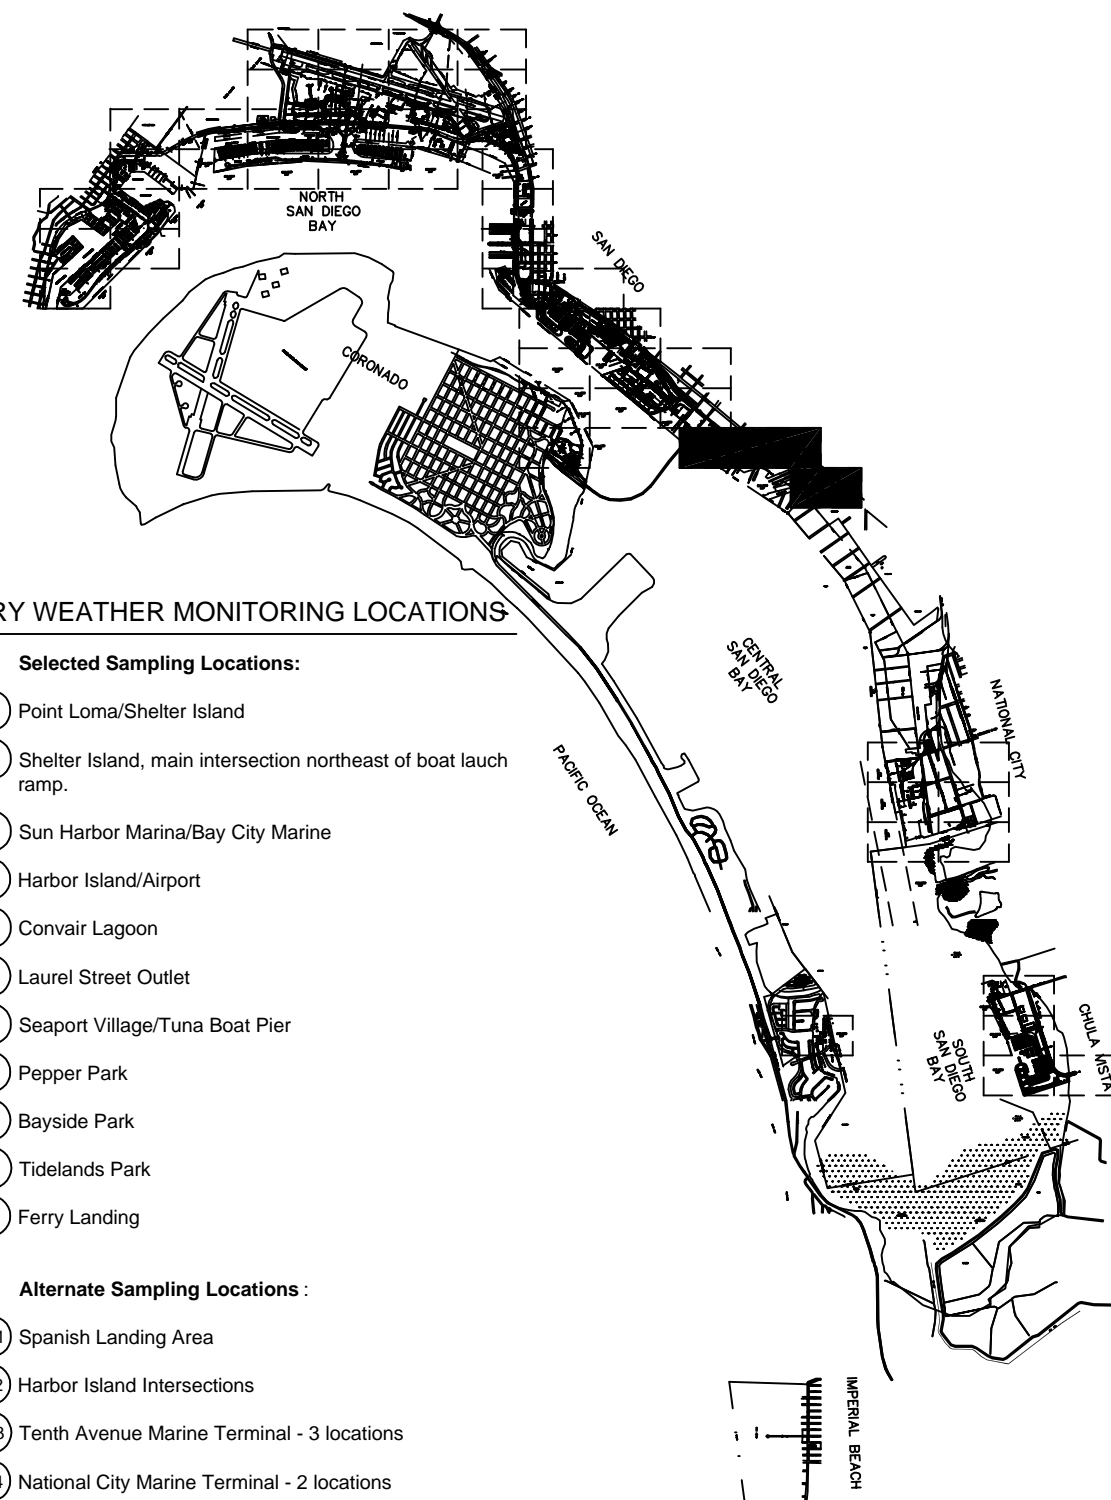 NORTH
SAN DIEGO
BAY
SAN DIEGO
CORONADO
RY WEATHER MONITORING LOCATIONS
Selected Sampling Locations:
Point Loma/Shelter Island
Shelter Island, main intersection northeast of boat lauch
ramp.
Sun Harbor Marina/Bay City Marine
Harbor Island/Airport
Convair Lagoon
Laurel Street Outlet
Seaport Village/Tuna Boat Pier
Pepper Park
Bayside Park
Tidelands Park
Ferry Landing
Alternate Sampling Locations :
1 Spanish Landing Area
2 Harbor Island Intersections
3 Tenth Avenue Marine Terminal - 3 locations
4 National City Marine Terminal - 2 locations
CENTRAL
SAN DIEGO
BAY
NATIONAL CITY
PACIFIC OCEAN
SOUTH
SAN DIEGO
BAY
CHULA VISTA
IMPERIAL BEACH